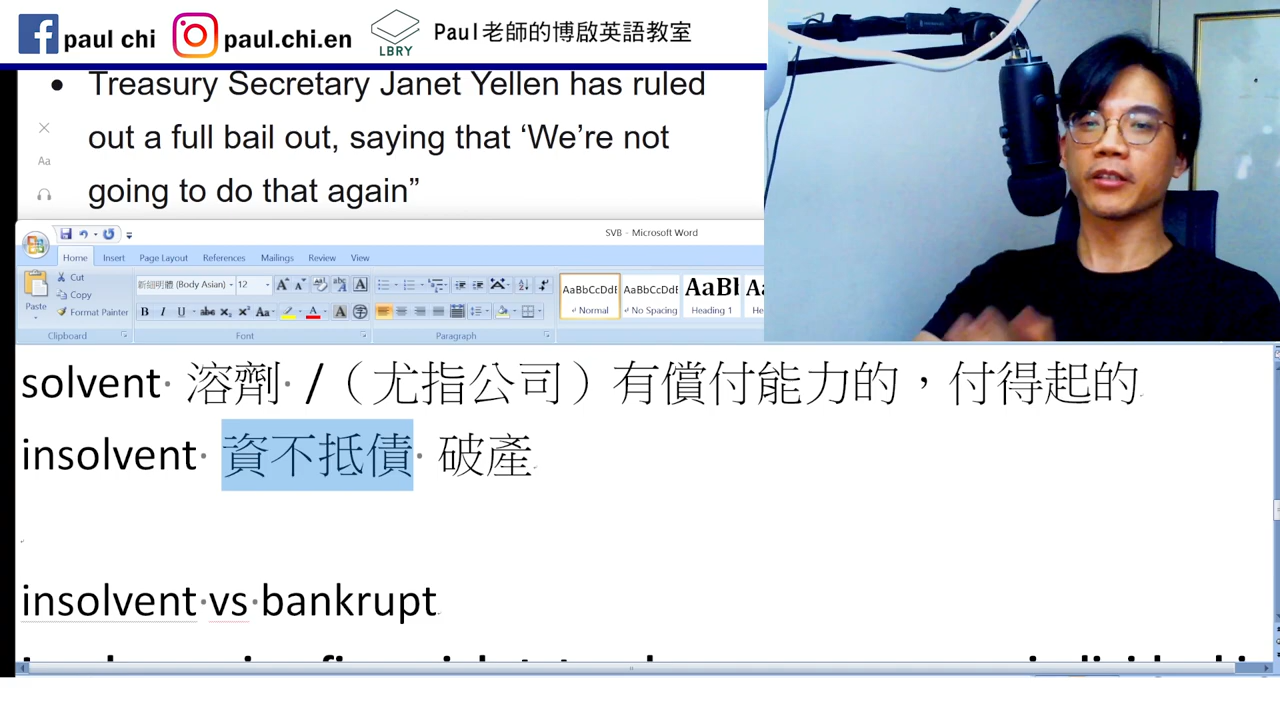 paul chi
paul.chi.en
LBRY
Paul老師的博啟英語教室
• Treasury Secretary Janet Yellen has ruled
out a full bail out, saying that ‘We’re not
going to do that again”
Aa
SVB - Microsoft Word
Home Insert Page Layout References Mailings Review View
Paste
Cut
Copy
Format Painter
新細明體 (Body Asian) 12
AaBbCcDdE AaBbCcDdE AaBbC Aa
Normal No Spacing Heading 1
Clipboard Font Paragraph
solvent 溶劑 /（尤指公司）有償付能力的，付得起的
insolvent 資不抵債 破產
insolvent vs bankrupt